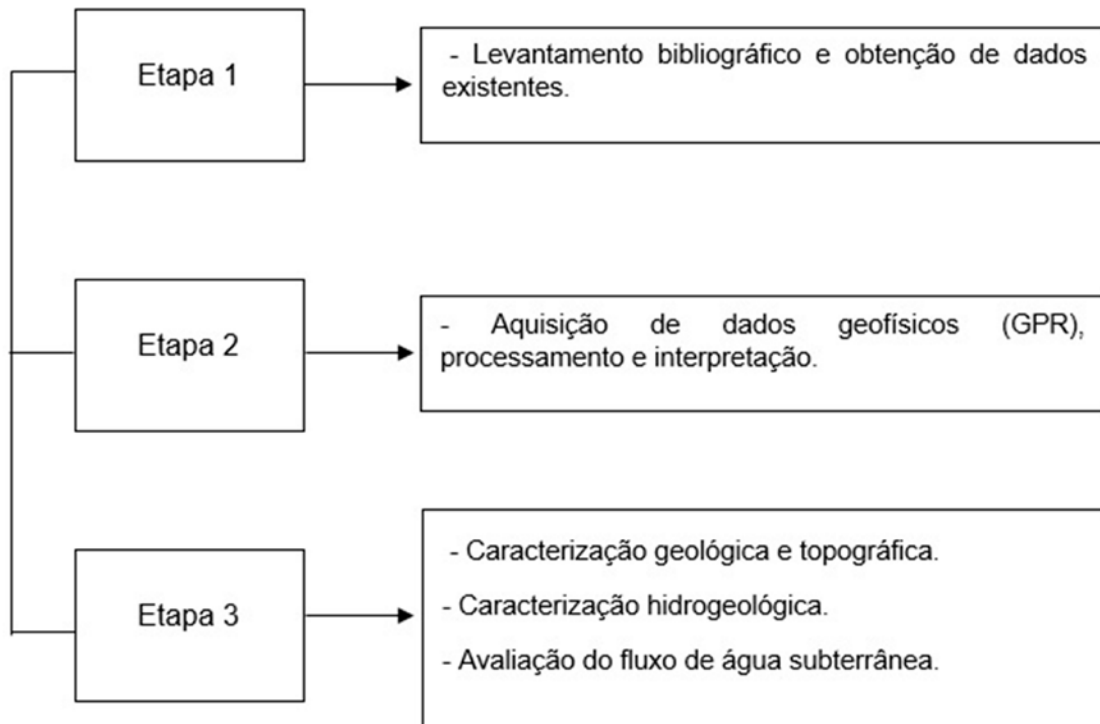 Etapa 1
- Levantamento bibliográfico e obtenção de dados
existentes.
Etapa 2
- Aquisição de dados geofísicos (GPR),
processamento e interpretação.
Etapa 3
- Caracterização geológica e topográfica.
- Caracterização hidrogeológica.
- Avaliação do fluxo de água subterrânea.